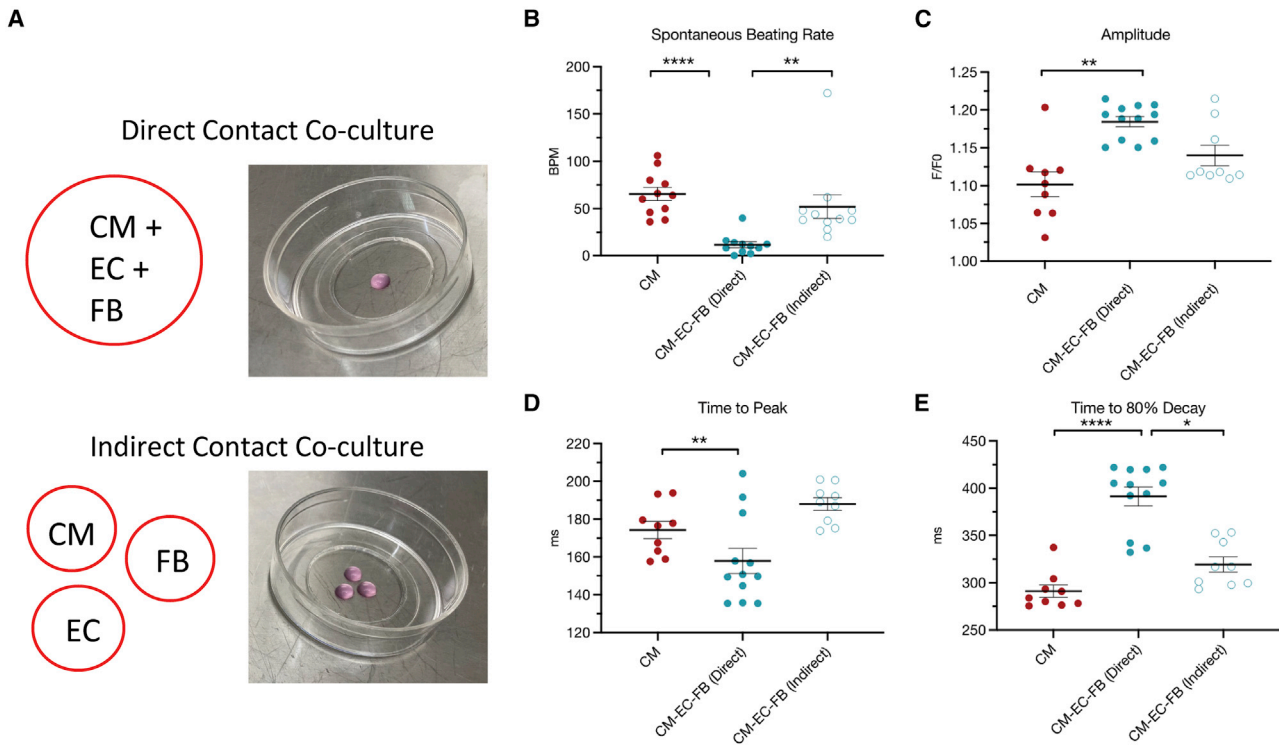 A
Direct Contact Co-culture
CM +
EC +
FB
Indirect Contact Co-culture
CM
FB
EC
B
Spontaneous Beating Rate
****
**
200
150
100
50
0
BPM
CM
CM-EC-FB (Direct)
CM-EC-FB (Indirect)
C
Amplitude
**
1.25
1.20
1.15
1.10
1.05
1.00
F/F0
CM
CM-EC-FB (Direct)
CM-EC-FB (Indirect)
D
Time to Peak
**
220
200
180
160
140
120
ms
CM
CM-EC-FB (Direct)
CM-EC-FB (Indirect)
E
Time to 80% Decay
****
*
450
400
350
300
250
ms
CM
CM-EC-FB (Direct)
CM-EC-FB (Indirect)